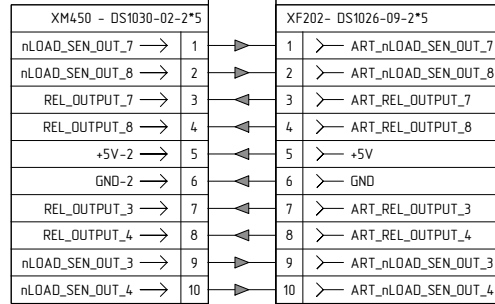 XM450 - DS1030-02-2*5 XF202- DS1026-09-2*5
nLOAD_SEN_OUT_7 1 1 ART_nLOAD_SEN_OUT_7
nLOAD_SEN_OUT_8 2 2 ART_nLOAD_SEN_OUT_8
REL_OUTPUT_7 3 3 ART_REL_OUTPUT_7
REL_OUTPUT_8 4 4 ART_REL_OUTPUT_8
+5V-2 5 5 +5V
GND-2 6 6 GND
REL_OUTPUT_3 7 7 ART_REL_OUTPUT_3
REL_OUTPUT_4 8 8 ART_REL_OUTPUT_4
nLOAD_SEN_OUT_3 9 9 ART_nLOAD_SEN_OUT_3
nLOAD_SEN_OUT_4 10 10 ART_nLOAD_SEN_OUT_4